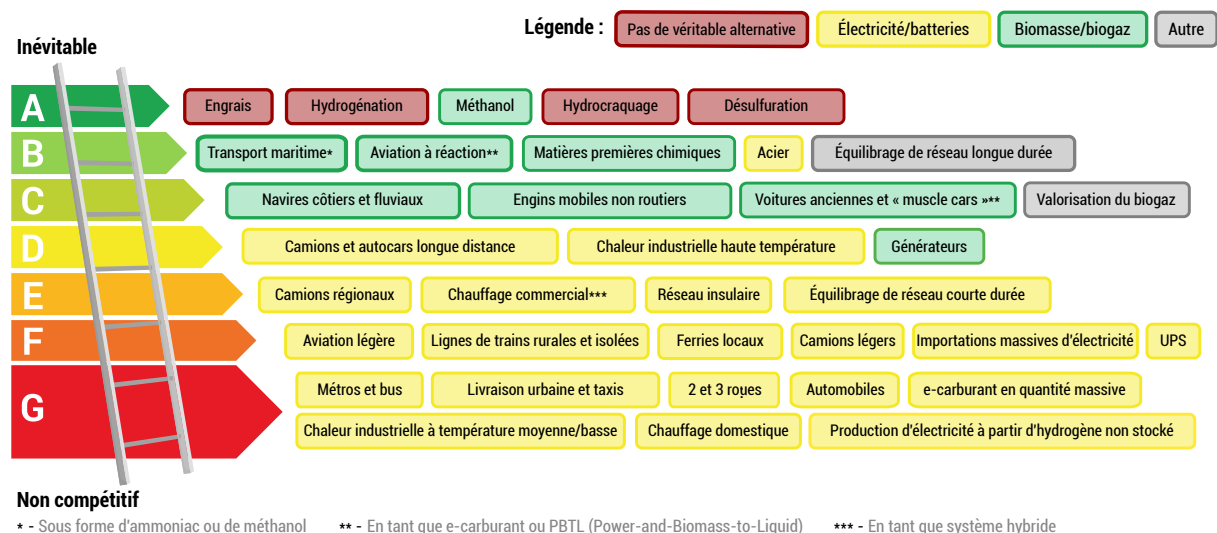 Légende : Pas de véritable alternative Électricité/batteries Biomasse/biogaz Autre
Inévitable
A Engrais Hydrogénation Méthanol Hydrocraquage Désulfuration
B Transport maritime* Aviation à réaction** Matières premières chimiques Acier Équilibrage de réseau longue durée
C Navires côtiers et fluviaux Engins mobiles non routiers Voitures anciennes et « muscle cars »** Valorisation du biogaz
D Camions et autocars longue distance Chaleur industrielle haute température Générateurs
E Camions régionaux Chauffage commercial*** Réseau insulaire Équilibrage de réseau courte durée
F Aviation légère Lignes de trains rurales et isolées Ferries locaux Camions légers Importations massives d'électricité UPS
G Métros et bus Livraison urbaine et taxis 2 et 3 roues Automobiles e-carburant en quantité massive
Chaleur industrielle à température moyenne/basse Chauffage domestique Production d'électricité à partir d'hydrogène non stocké
Non compétitif
* - Sous forme d'ammoniac ou de méthanol ** - En tant que e-carburant ou PBTL (Power-and-Biomass-to-Liquid) *** - En tant que système hybride